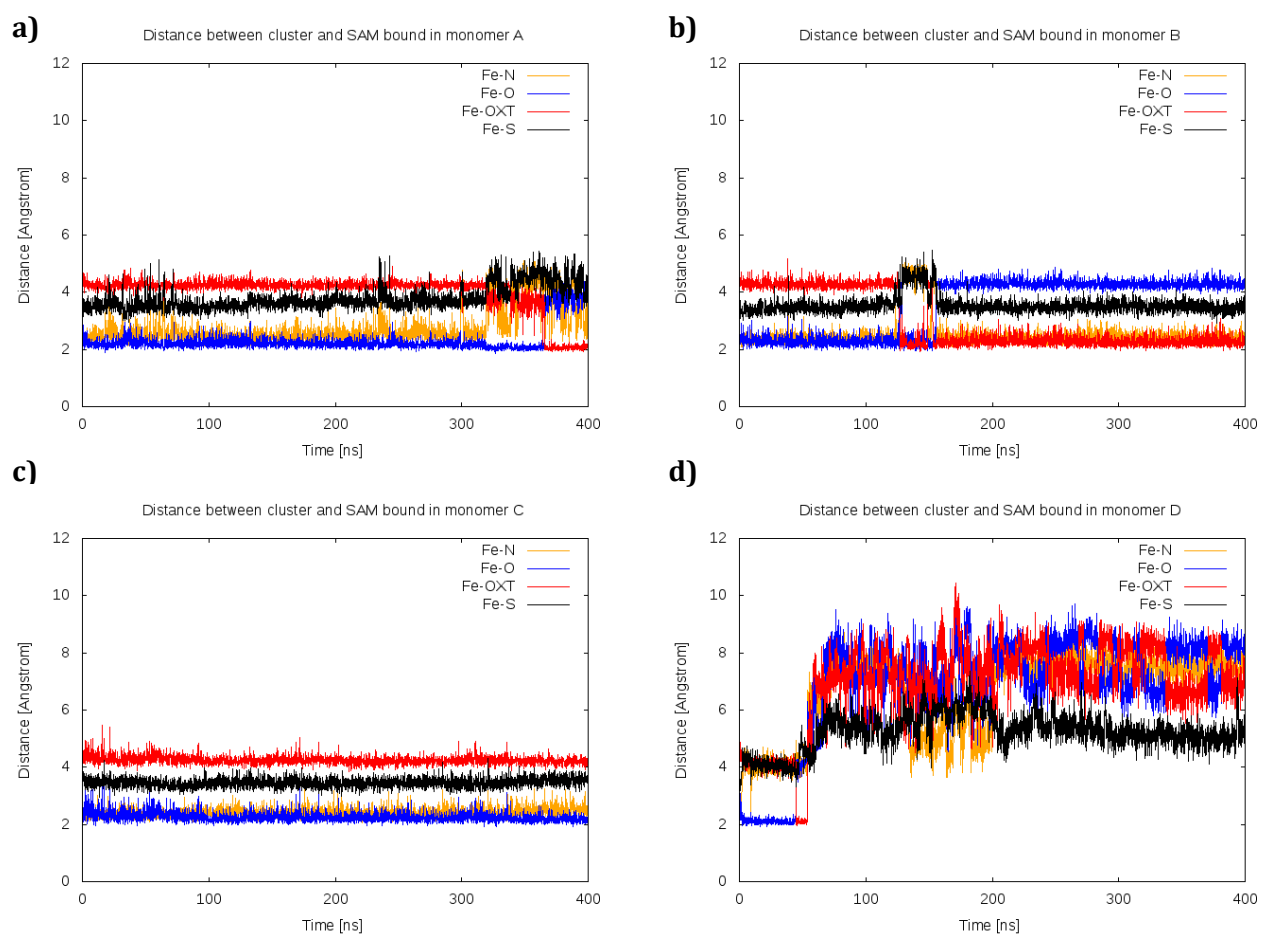 a)
Distance between cluster and SAM bound in monomer A
12
10
8
6
4
2
0
Distance [Angstrom]
Fe-N
Fe-O
Fe-OXT
Fe-S
0 100 200 300 400
Time [ns]
b)
Distance between cluster and SAM bound in monomer B
12
10
8
6
4
2
0
Distance [Angstrom]
Fe-N
Fe-O
Fe-OXT
Fe-S
0 100 200 300 400
Time [ns]
c)
Distance between cluster and SAM bound in monomer C
12
10
8
6
4
2
0
Distance [Angstrom]
Fe-N
Fe-O
Fe-OXT
Fe-S
0 100 200 300 400
Time [ns]
d)
Distance between cluster and SAM bound in monomer D
12
10
8
6
4
2
0
Distance [Angstrom]
Fe-N
Fe-O
Fe-OXT
Fe-S
0 100 200 300 400
Time [ns]